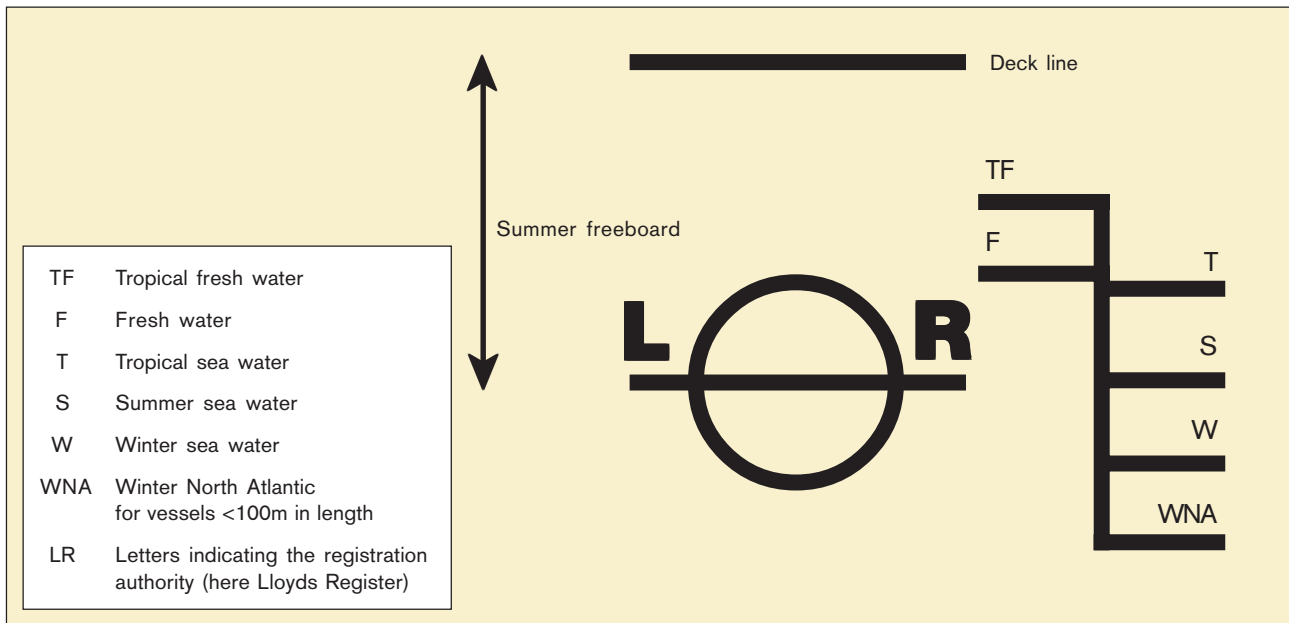 Deck line
TF
Summer freeboard
F
T
L R
S
W
WNA
TF Tropical fresh water
F Fresh water
T Tropical sea water
S Summer sea water
W Winter sea water
WNA Winter North Atlantic
for vessels <100m in length
LR Letters indicating the registration
authority (here Lloyds Register)